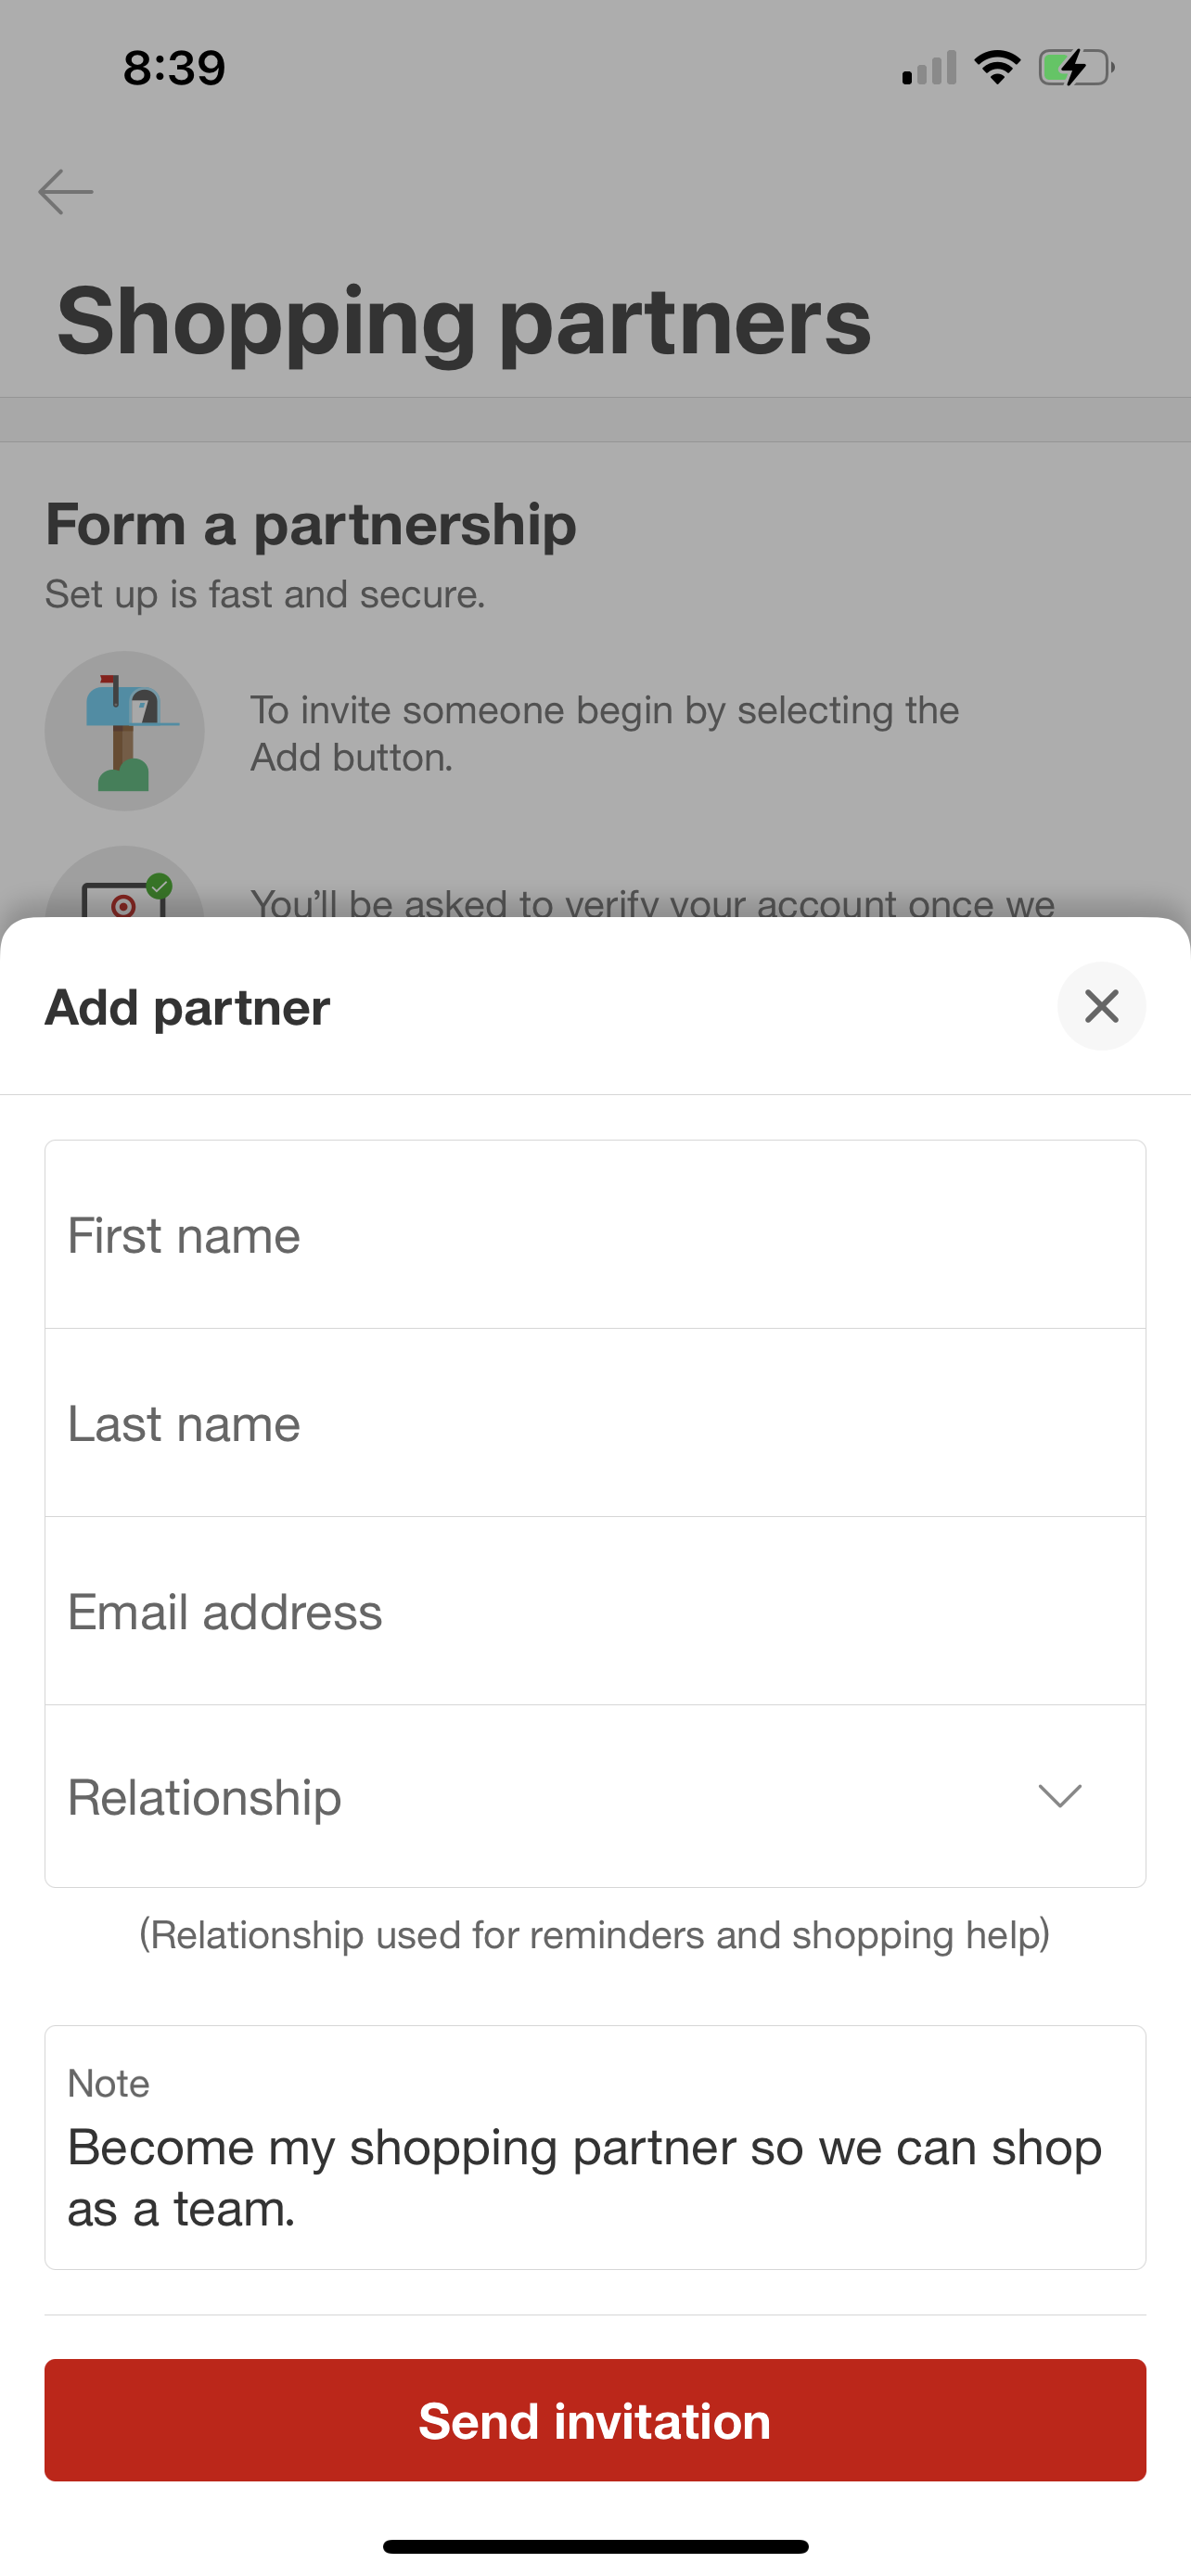 8:39
Shopping partners
Form a partnership
Set up is fast and secure.
To invite someone begin by selecting the
Add button.
You’ll be asked to verify your account once we
Add partner
First name
Last name
Email address
Relationship
(Relationship used for reminders and shopping help)
Note
Become my shopping partner so we can shop
as a team.
Send invitation